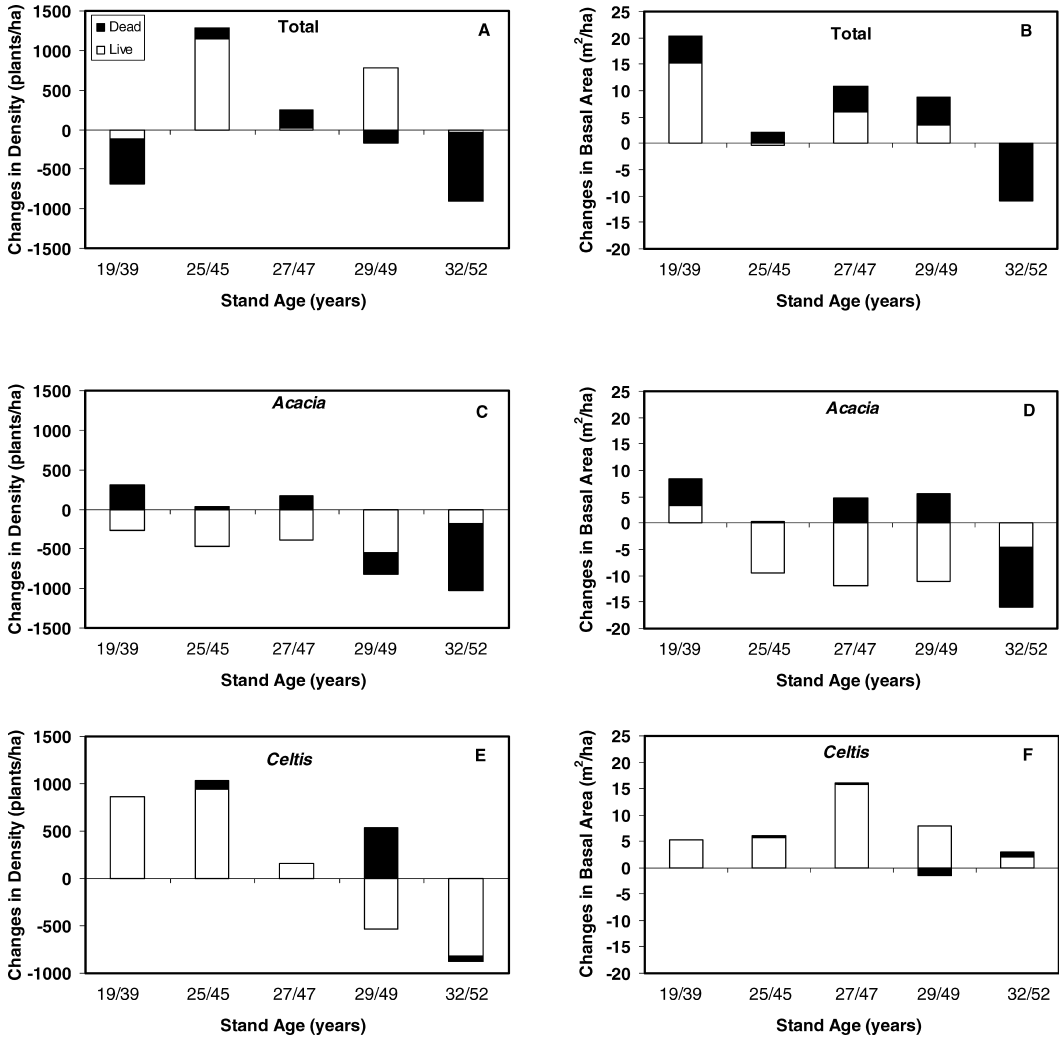 Changes in Density (plants/ha)
1500
1000
500
0
-500
-1000
-1500
Dead
Live
Total
A
19/39 25/45 27/47 29/49 32/52
Stand Age (years)
Changes in Basal Area (m²/ha)
25
20
15
10
5
0
-5
-10
-15
-20
Total
B
19/39 25/45 27/47 29/49 32/52
Stand Age (years)
Changes in Density (plants/ha)
1500
1000
500
0
-500
-1000
-1500
Acacia
C
19/39 25/45 27/47 29/49 32/52
Stand Age (years)
Changes in Basal Area (m²/ha)
25
20
15
10
5
0
-5
-10
-15
-20
Acacia
D
19/39 25/45 27/47 29/49 32/52
Stand Age (years)
Changes in Density (plants/ha)
1500
1000
500
0
-500
-1000
Celtis
E
19/39 25/45 27/47 29/49 32/52
Stand Age (years)
Changes in Basal Area (m²/ha)
25
20
15
10
5
0
-5
-10
-15
-20
Celtis
F
19/39 25/45 27/47 29/49 32/52
Stand Age (years)